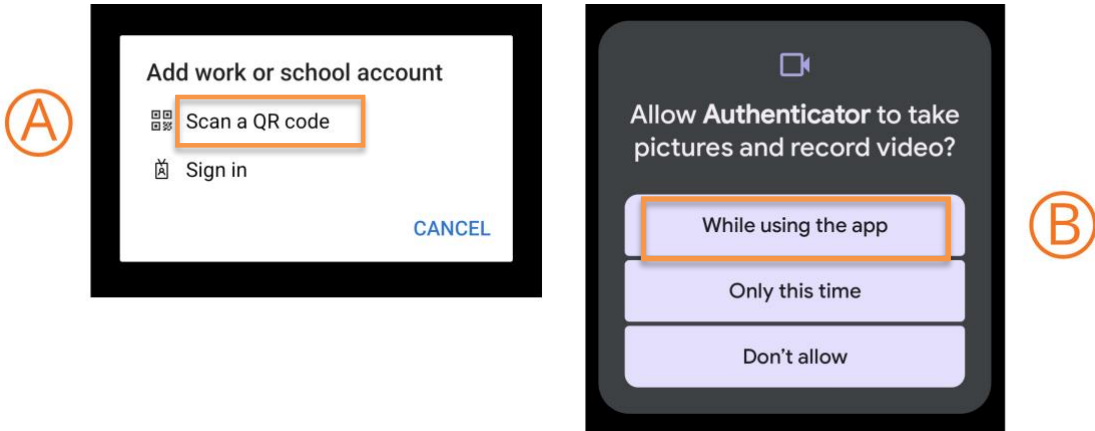 A
Add work or school account
Scan a QR code
Sign in
CANCEL
Allow Authenticator to take
pictures and record video?
While using the app
Only this time
Don't allow
B